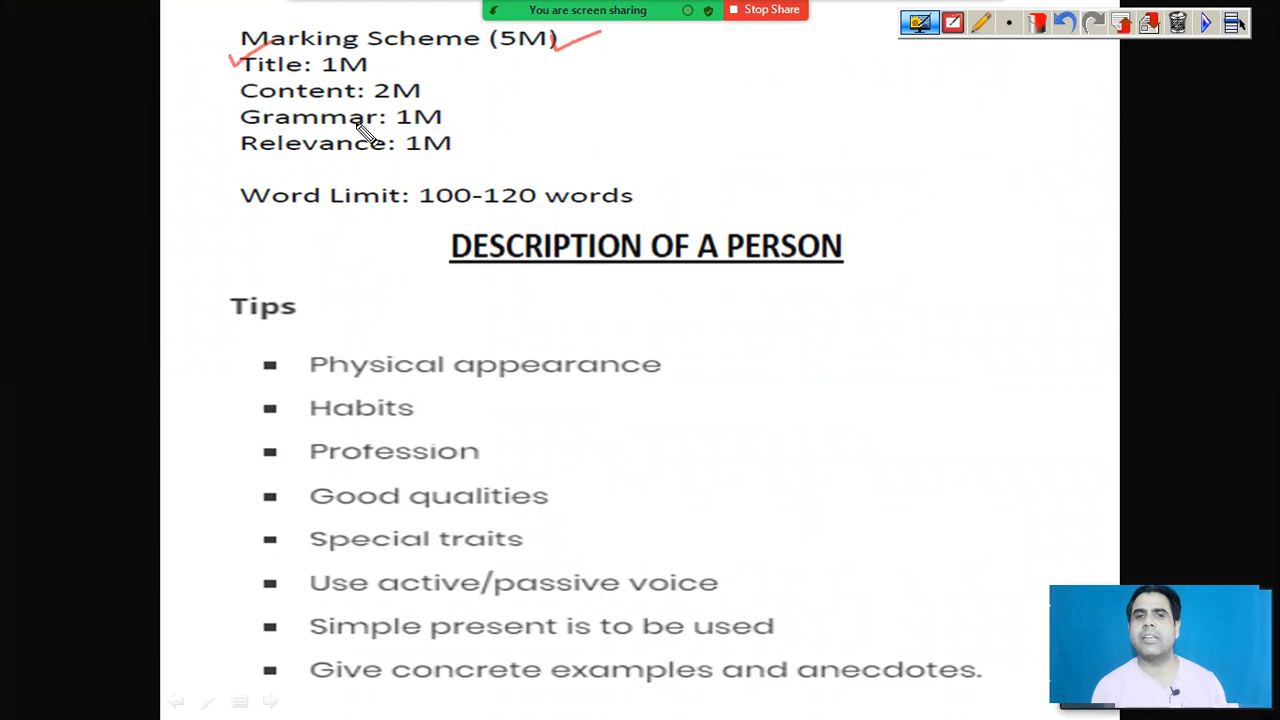 You are screen sharing
Stop Share
Marking Scheme (5M)
Title: 1M
Content: 2M
Grammar: 1M
Relevance: 1M
Word Limit: 100-120 words
DESCRIPTION OF A PERSON
Tips
Physical appearance
Habits
Profession
Good qualities
Special traits
Use active/passive voice
Simple present is to be used
Give concrete examples and anecdotes.